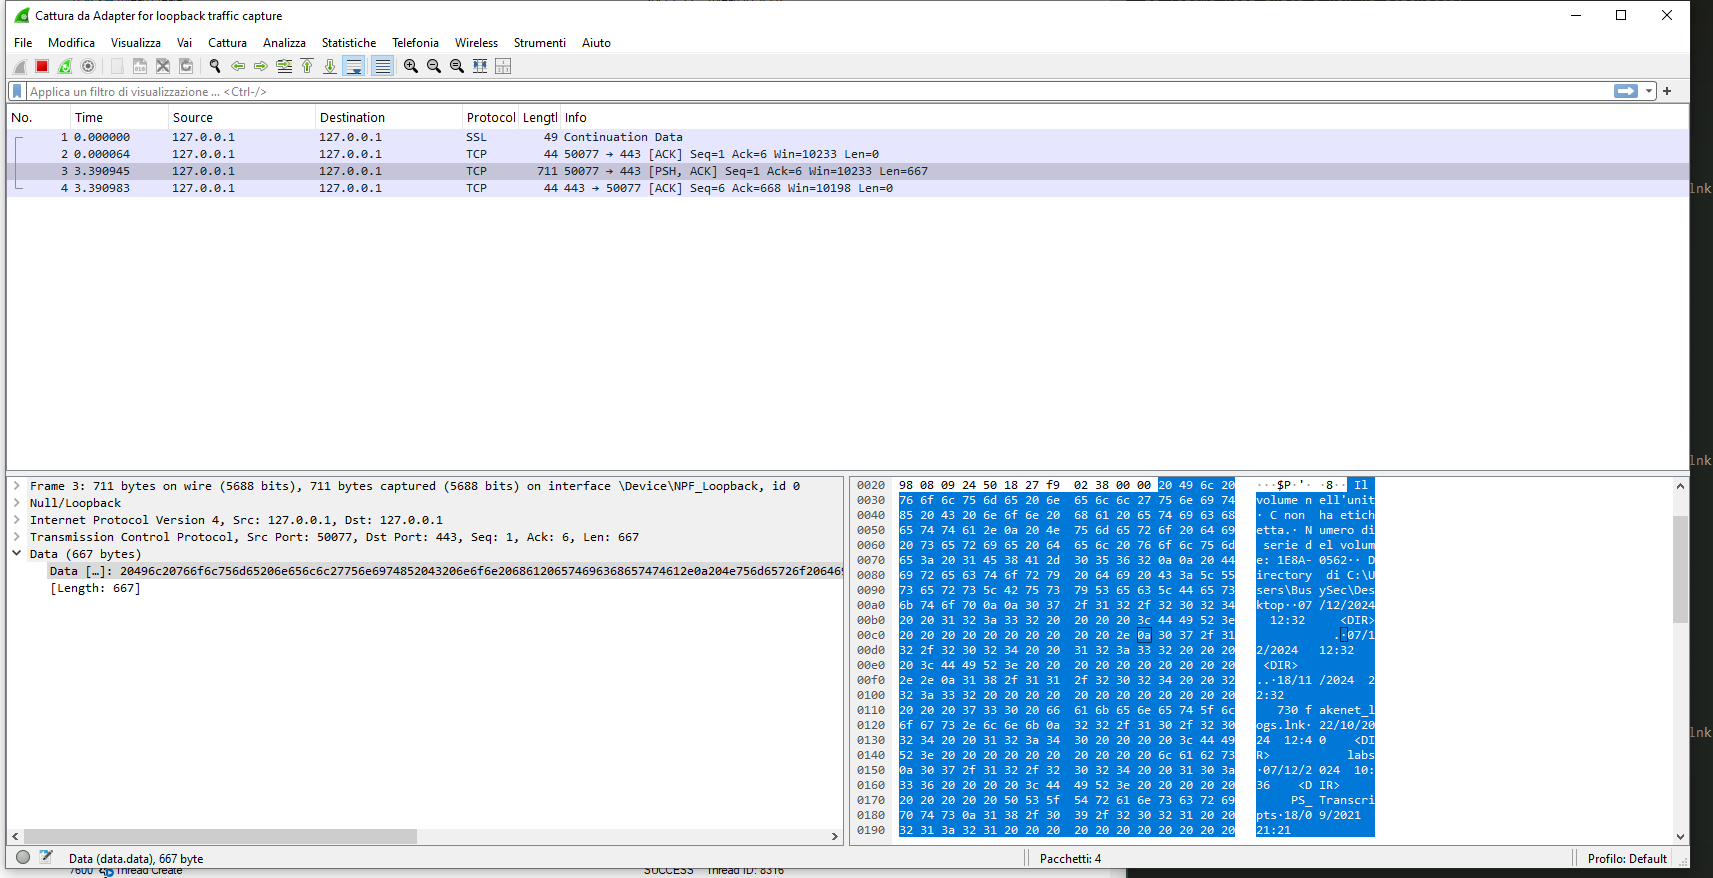 Cattura da Adapter for loopback traffic capture
File Modifica Visualizza Vai Cattura Analizza Statistiche Telefonia Wireless Strumenti Aiuto
Applica un filtro di visualizzazione ... <Ctrl-/>
No. Time Source Destination Protocol Lengtl Info
1 0.000000 127.0.0.1 127.0.0.1 SSL 49 Continuation Data
2 0.000064 127.0.0.1 127.0.0.1 TCP 44 50077 → 443 [ACK] Seq=1 Ack=6 Win=10233 Len=0
3 3.390945 127.0.0.1 127.0.0.1 TCP 711 50077 → 443 [PSH, ACK] Seq=1 Ack=6 Win=10233 Len=667
4 3.390983 127.0.0.1 127.0.0.1 TCP 44 443 → 50077 [ACK] Seq=6 Ack=668 Win=10198 Len=0
lnk
lnk
lnk
Frame 3: 711 bytes on wire (5688 bits), 711 bytes captured (5688 bits) on interface \Device\NPF_Loopback, id 0
Null/Loopback
Internet Protocol Version 4, Src: 127.0.0.1, Dst: 127.0.0.1
Transmission Control Protocol, Src Port: 50077, Dst Port: 443, Seq: 1, Ack: 6, Len: 667
Data (667 bytes)
Data […]: 20496c20766f6c756d65206e656c6c27756e6974852043206e6f6e20686120657469636865747461 2e0a204e756d65726f206469
[Length: 667]
0020 98 08 09 24 50 18 27 f9 02 38 00 00 20 49 6c 20 ···$P·'· ·8·· Il
0030 76 6f 6c 75 6d 65 20 6e 65 6c 6c 27 75 6e 69 74 volume n ell'unit
0040 85 20 43 20 6e 6f 6e 20 68 61 20 65 74 69 63 68 · C non ha etich
0050 65 74 74 61 2e 0a 20 4e 75 6d 65 72 6f 20 64 69 etta.· N umero di
0060 20 73 65 72 69 65 20 64 65 6c 20 76 6f 6c 75 6d serie d el volum
0070 65 3a 20 31 45 38 41 2d 30 35 36 32 0a 0a 20 44 e: 1E8A- 0562·· D
0080 69 72 65 63 74 6f 72 79 20 64 69 20 43 3a 5c 55 irectory di C:\U
0090 73 65 72 73 5c 42 75 73 79 53 65 63 5c 44 65 73 sers\Bus ySec\Des
00a0 6b 74 6f 70 0a 0a 30 37 2f 31 32 2f 32 30 32 34 ktop··07 /12/2024
00b0 20 20 31 32 3a 33 32 20 20 20 20 3c 44 49 52 3e 12:32 <DIR>
00c0 20 20 20 20 20 20 20 20 20 20 2e 0a 30 37 2f 31 .·07/1
00d0 32 2f 32 30 32 34 20 20 31 32 3a 33 32 20 20 20 2/2024 12:32
00e0 20 3c 44 49 52 3e 20 20 20 20 20 20 20 20 20 20 <DIR>
00f0 2e 2e 0a 31 38 2f 31 31 2f 32 30 32 34 20 20 32 ..·18/11 /2024 2
0100 32 3a 33 32 20 20 20 20 20 20 20 20 20 20 20 20 2:32
0110 20 20 20 37 33 30 20 66 61 6b 65 6e 65 74 5f 6c 730 f akenet_l
0120 6f 67 73 2e 6c 6e 6b 0a 32 32 2f 31 30 2f 32 30 ogs.lnk· 22/10/20
0130 32 34 20 20 31 32 3a 34 30 20 20 20 20 3c 44 49 24 12:4 0 <DI
0140 52 3e 20 20 20 20 20 20 20 20 20 20 6c 61 62 73 R> labs
0150 0a 30 37 2f 31 32 2f 32 30 32 34 20 20 31 30 3a ·07/12/2 024 10:
0160 33 36 20 20 20 20 3c 44 49 52 3e 20 20 20 20 20 36 <D IR>
0170 20 20 20 20 20 50 53 5f 54 72 61 6e 73 63 72 69 PS_ Transcri
0180 70 74 73 0a 31 38 2f 30 39 2f 32 30 32 31 20 20 pts·18/0 9/2021
0190 32 31 3a 32 31 20 20 20 20 20 20 20 20 20 20 20 21:21
Data (data.data), 667 byte Pacchetti: 4 Profilo: Default
7600 Thread Create SUCCESS Thread ID: 8316